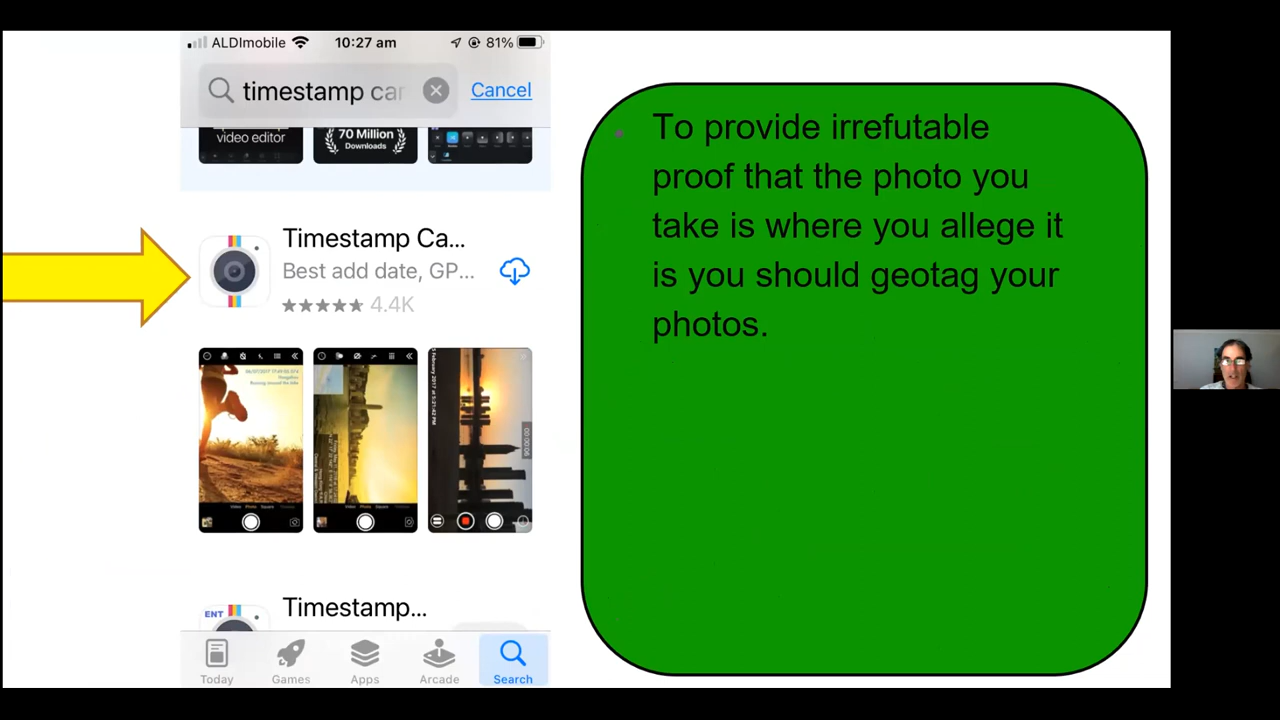 ALDImobile 10:27 am 81%
timestamp car
Cancel
video editor
70 Million
Downloads
Timestamp Ca...
Best add date, GP...
4.4K
ENT
Timestamp...
Today Games Apps Arcade Search
To provide irrefutable
proof that the photo you
take is where you allege it
is you should geotag your
photos.